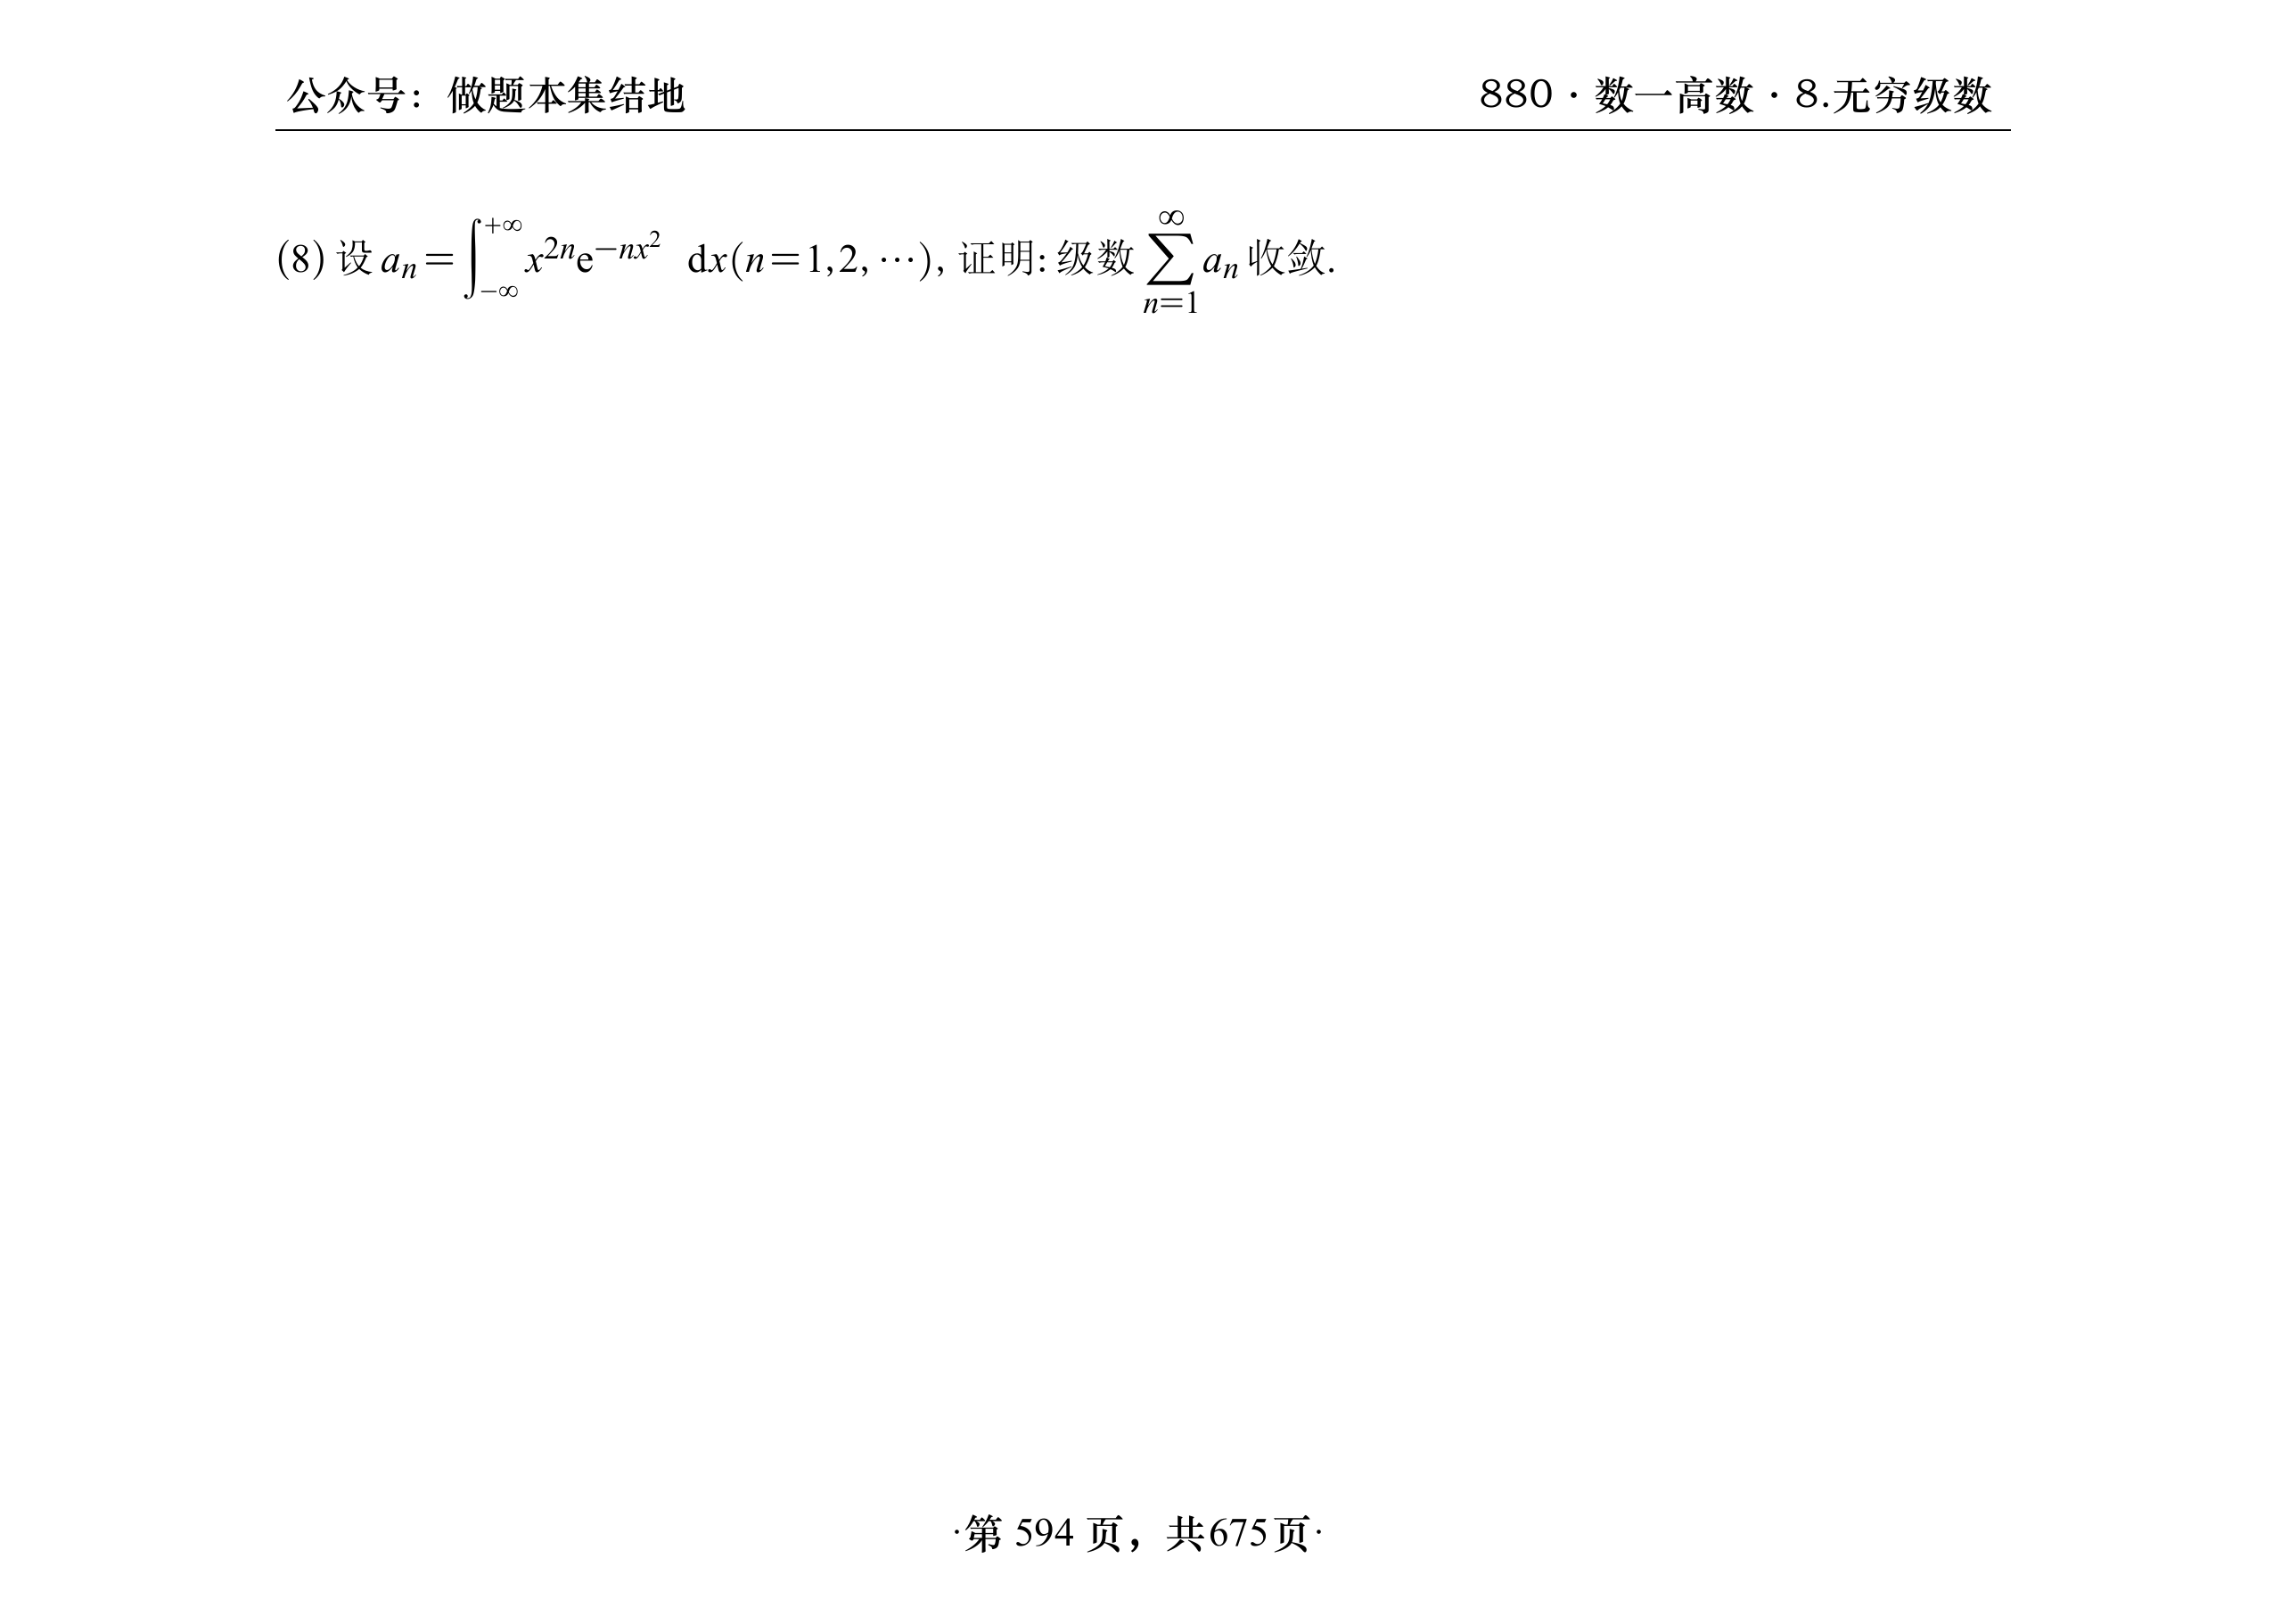 公众号：做题本集结地 880·数一高数·8.无穷级数
(8) 设 $a_n=\int_{-\infty}^{+\infty}x^{2n}\mathrm{e}^{-nx^2}\ \mathrm{d}x(n=1,2,\cdots)$, 证明: 级数 $\sum_{n=1}^{\infty}a_n$ 收敛.
·第 594 页，共675页·